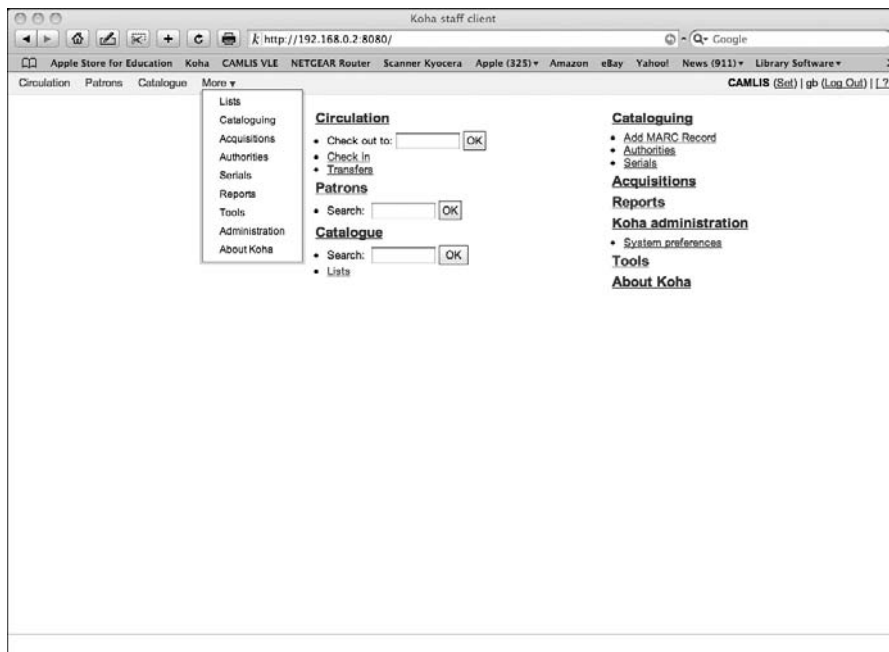 Koha staff client
http://192.168.0.2:8080/
Google
Apple Store for Education Koha CAMLIS VLE NETGEAR Router Scanner Kyocera Apple (325) Amazon eBay Yahoo! News (911) Library Software
Circulation Patrons Catalogue More
CAMLIS (Set) | gb (Log Out) | [ ?
Lists
Cataloguing
Acquisitions
Authorities
Serials
Reports
Tools
Administration
About Koha
Circulation
• Check out to: OK
• Check in
• Transfers
Patrons
• Search: OK
Catalogue
• Search: OK
• Lists
Cataloguing
• Add MARC Record
• Authorities
• Serials
Acquisitions
Reports
Koha administration
• System preferences
Tools
About Koha